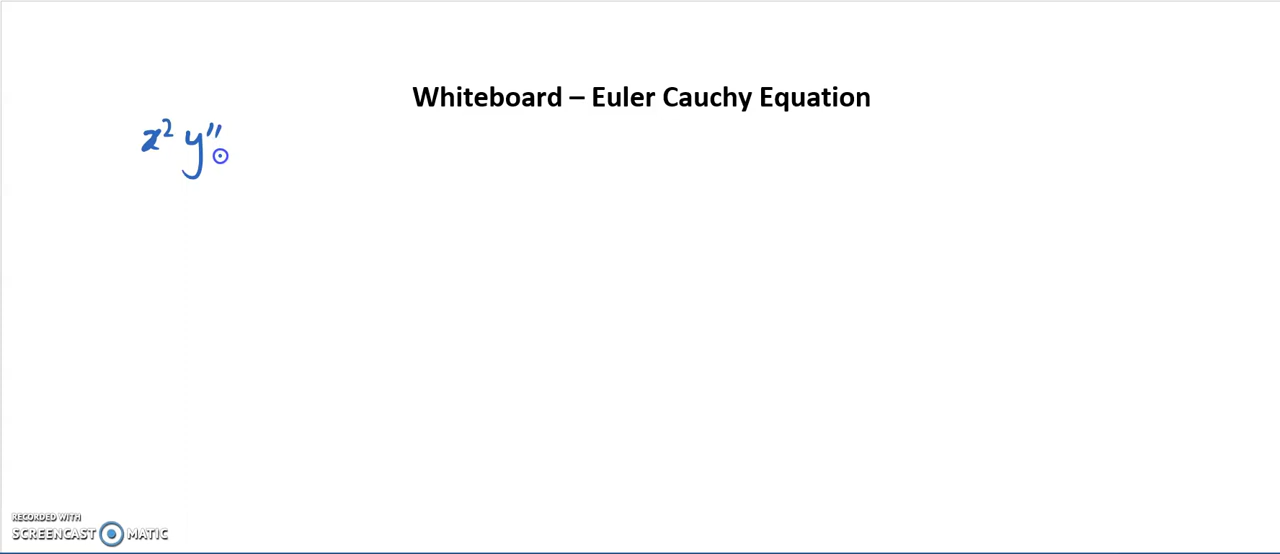 Whiteboard – Euler Cauchy Equation
x² y″
RECORDED WITH
SCREENCAST MATIC